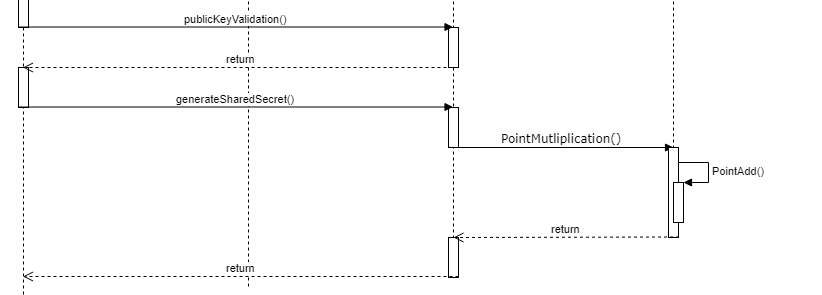 publicKeyValidation()
return
generateSharedSecret()
PointMutliplication()
PointAdd()
return
return